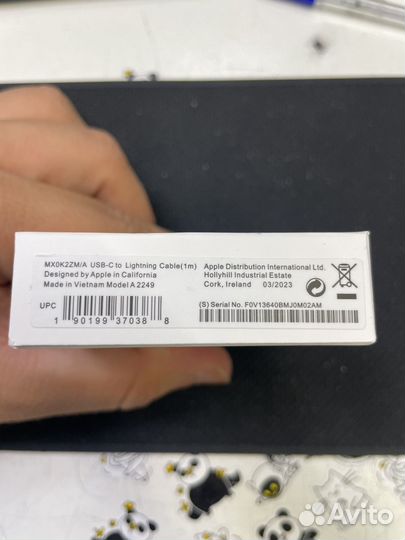 MX0K2ZM/A USB-C to Lightning Cable(1m)
Designed by Apple in California
Made in Vietnam Model A 2249
UPC
1 90199 37038 8
Apple Distribution International Ltd.
Hollyhill Industrial Estate
Cork, Ireland 03/2023
(S) Serial No. F0V13640BMJ0M02AM
Avito